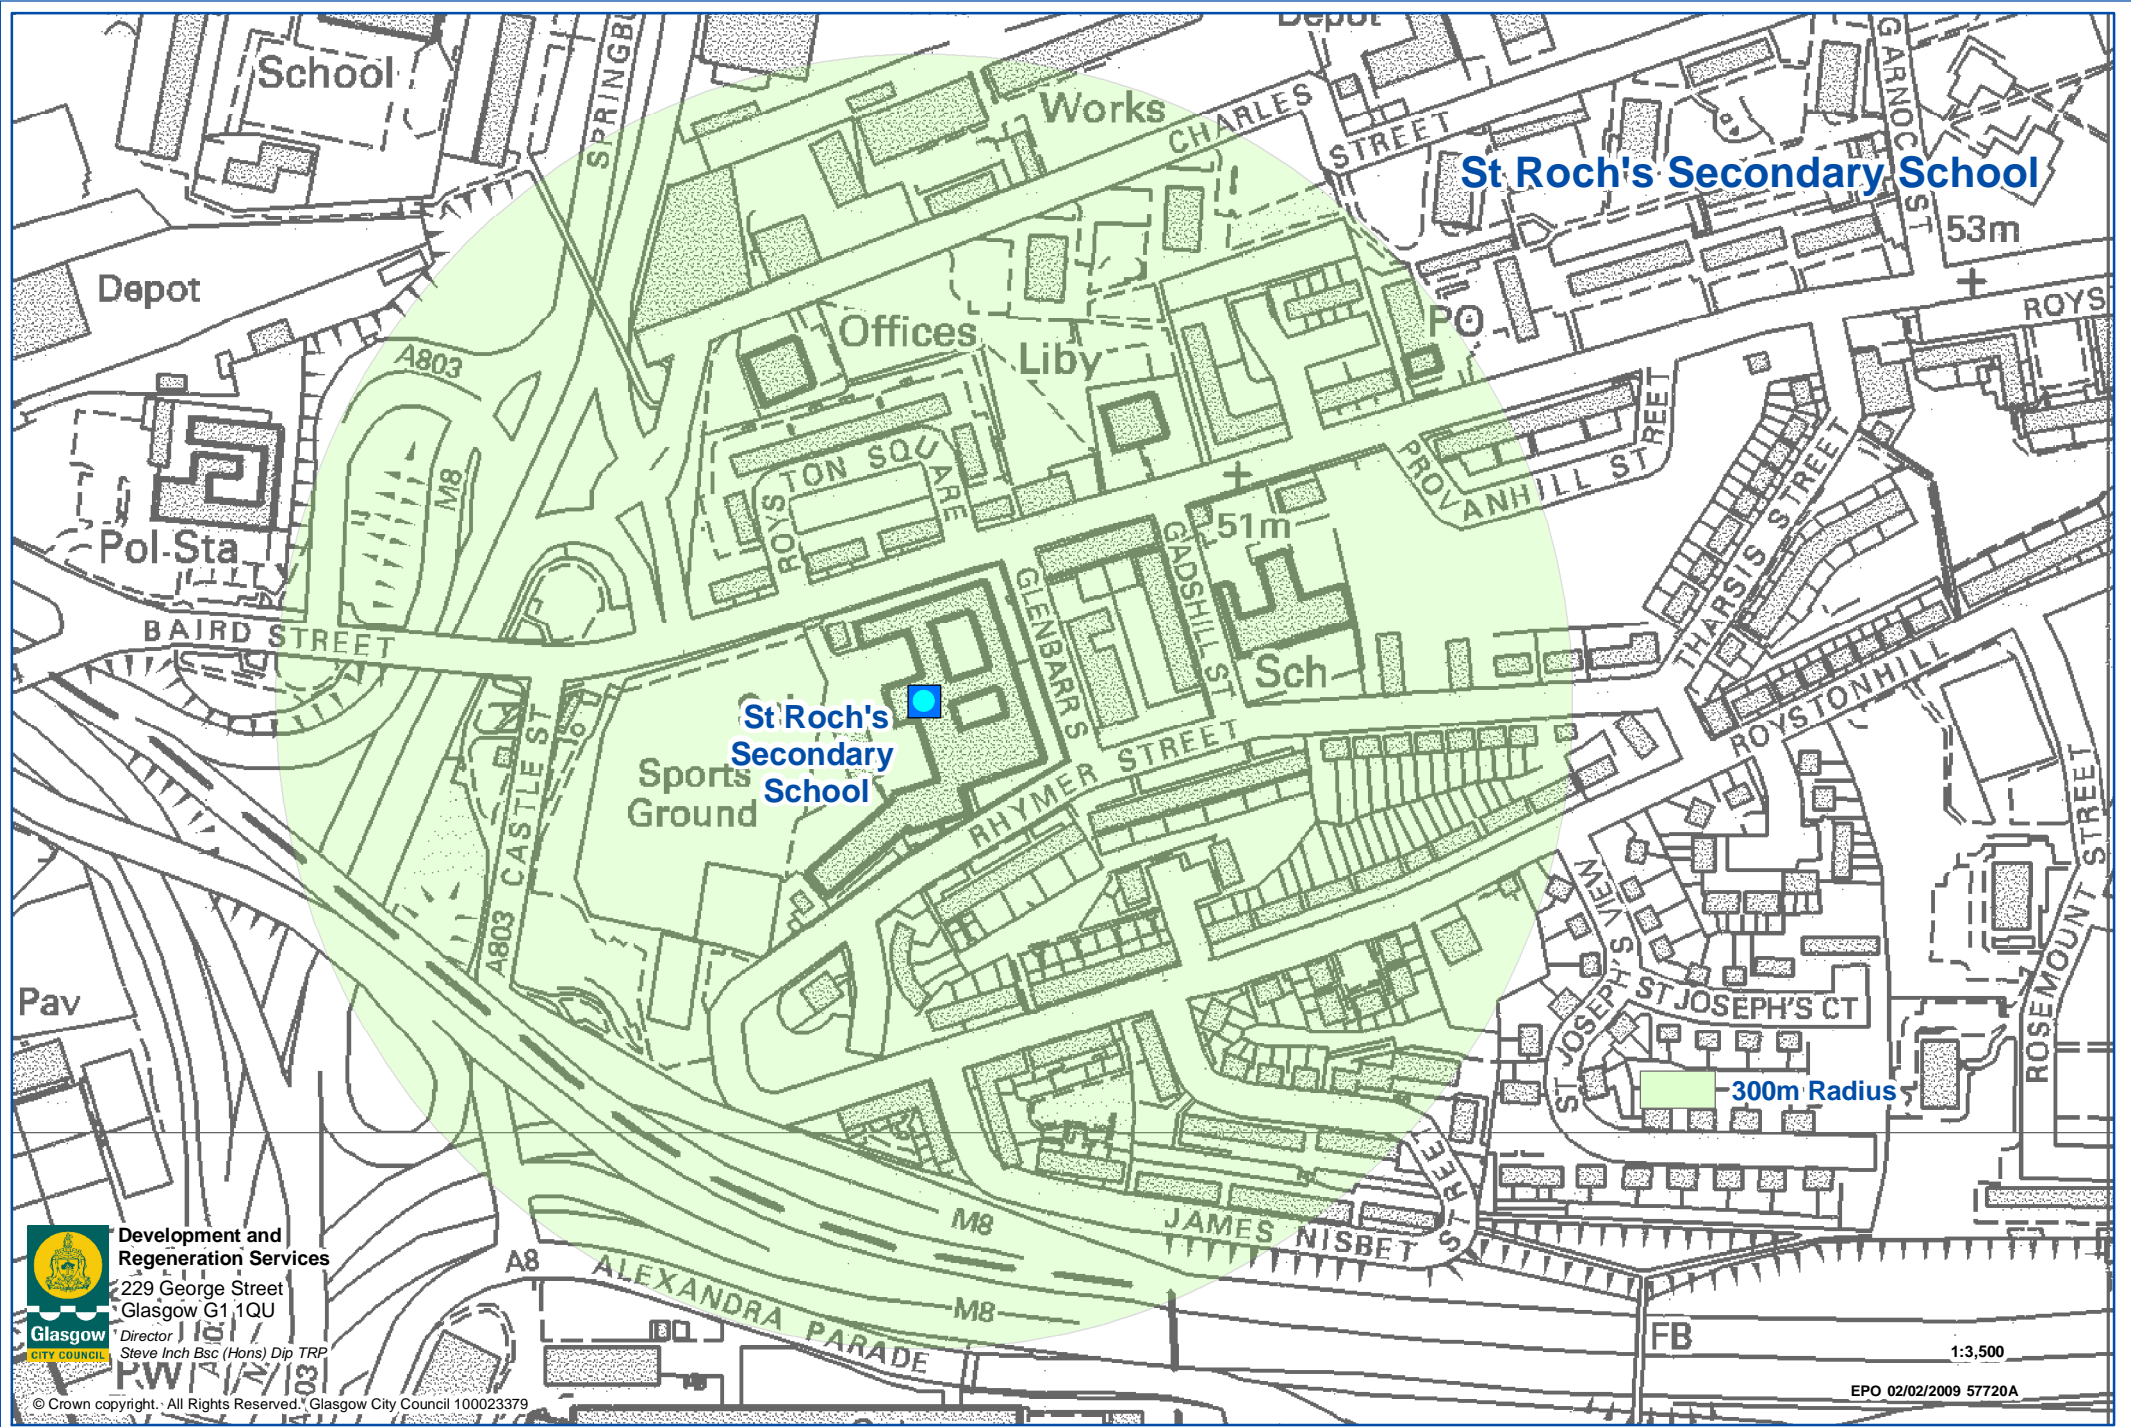 Depot
School
SPRINGBU
Works
CHARLES STREET
GARNOCK ST
St Roch's Secondary School
53m
Depot
A803
Offices
Liby
PO
ROYS
M8
ROYSTON SQUARE
PROVANHILL STREET
THARSIS STREET
51m
Pol Sta
GLENBARR S
GADSHILL ST
BAIRD STREET
Sch
ROYSTONHILL
St Roch's
Secondary
School
Sports
Ground
RHYMER STREET
A803 CASTLE ST
ST JOSEPH'S VIEW
ROSEMOUNT STREET
Pav
ST JOSEPH'S CT
300m Radius
M8
JAMES NISBET STREET
A8
ALEXANDRA PARADE
M8
FB
Development and
Regeneration Services
229 George Street
Glasgow G1 1QU
Director
Steve Inch Bsc (Hons) Dip TRP
Glasgow
CITY COUNCIL
PW
1:3,500
EPO 02/02/2009 57720A
© Crown copyright. All Rights Reserved. Glasgow City Council 100023379